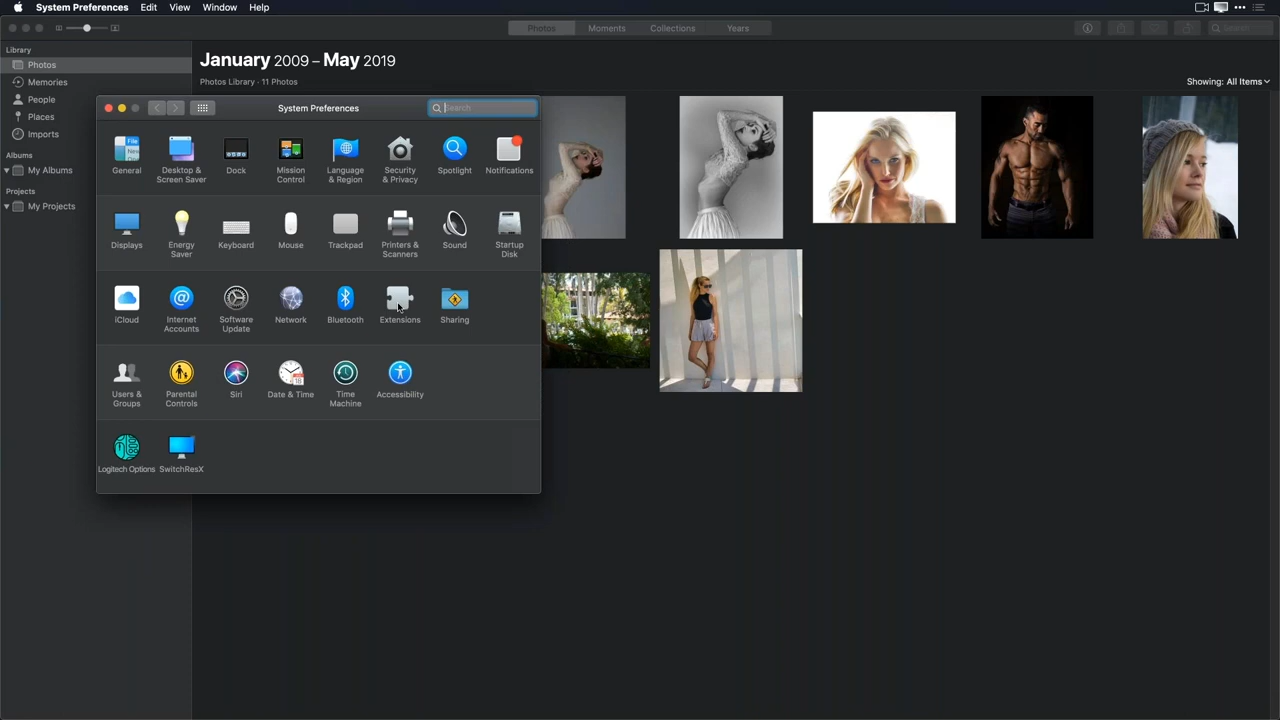 System Preferences Edit View Window Help
Photos Moments Collections Years
Search
Library
Photos
Memories
People
Places
Imports
Albums
My Albums
Projects
My Projects
January 2009 – May 2019
Photos Library · 11 Photos
Showing: All Items
System Preferences
Search
General
Desktop &
Screen Saver
Dock
Mission
Control
Language
& Region
Security
& Privacy
Spotlight
Notifications
Displays
Energy
Saver
Keyboard
Mouse
Trackpad
Printers &
Scanners
Sound
Startup
Disk
iCloud
Internet
Accounts
Software
Update
Network
Bluetooth
Extensions
Sharing
Users &
Groups
Parental
Controls
Siri
Date & Time
Time
Machine
Accessibility
Logitech Options
SwitchResX